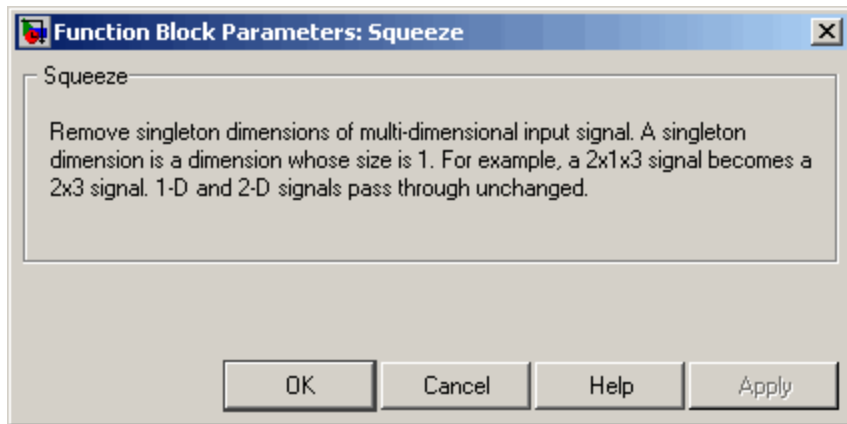 Function Block Parameters: Squeeze
Squeeze
Remove singleton dimensions of multi-dimensional input signal. A singleton
dimension is a dimension whose size is 1. For example, a 2x1x3 signal becomes a
2x3 signal. 1-D and 2-D signals pass through unchanged.
OK Cancel Help Apply